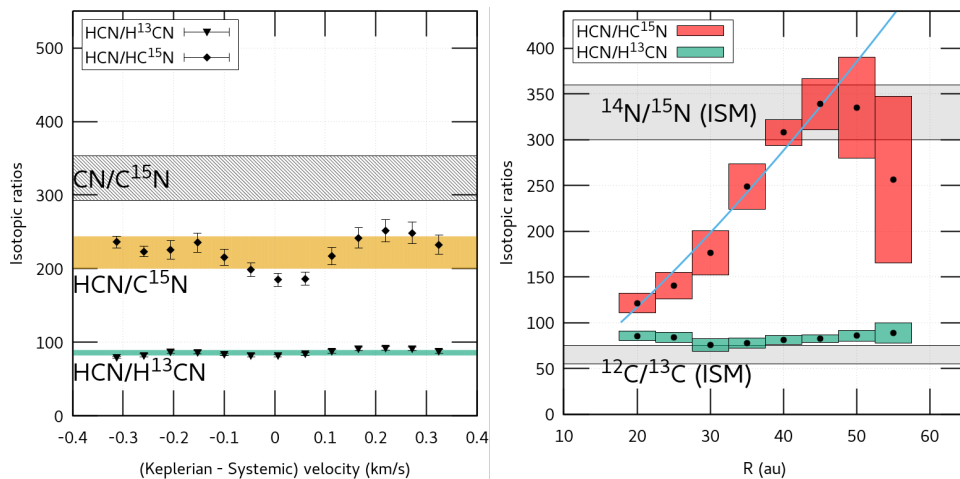 HCN/H¹³CN
HCN/HC¹⁵N
550
500
400
300
200
100
0
Isotopic ratios
CN/C¹⁵N
HCN/C¹⁵N
HCN/H¹³CN
-0.4 -0.3 -0.2 -0.1 0 0.1 0.2 0.3 0.4
(Keplerian - Systemic) velocity (km/s)
HCN/HC¹⁵N
HCN/H¹³CN
400
350
300
250
200
150
100
50
0
Isotopic ratios
¹⁴N/¹⁵N (ISM)
¹²C/¹³C (ISM)
10 20 30 40 50 60
R (au)